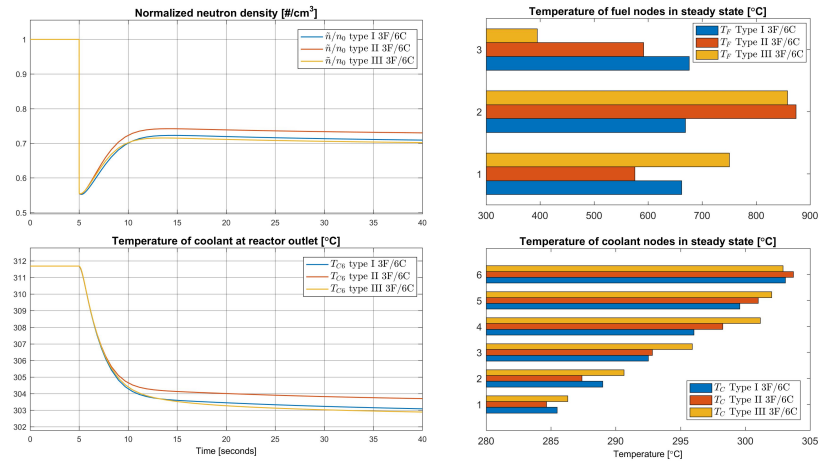 Normalized neutron density [#/cm³]
1
0.9
0.8
0.7
0.6
0.5
0 5 10 15 20 25 30 35 40
ñ/n₀ type I 3F/6C
ñ/n₀ type II 3F/6C
ñ/n₀ type III 3F/6C
Temperature of fuel nodes in steady state [°C]
3
2
1
300 400 500 600 700 800 900
T_F Type I 3F/6C
T_F Type II 3F/6C
T_F Type III 3F/6C
Temperature of coolant at reactor outlet [°C]
312
311
310
309
308
307
306
305
304
303
302
0 5 10 15 20 25 30 35 40
Time [seconds]
T_C6 type I 3F/6C
T_C6 type II 3F/6C
T_C6 type III 3F/6C
Temperature of coolant nodes in steady state [°C]
6
5
4
3
2
1
280 285 290 295 300 305
Temperature [°C]
T_C Type I 3F/6C
T_C Type II 3F/6C
T_C Type III 3F/6C